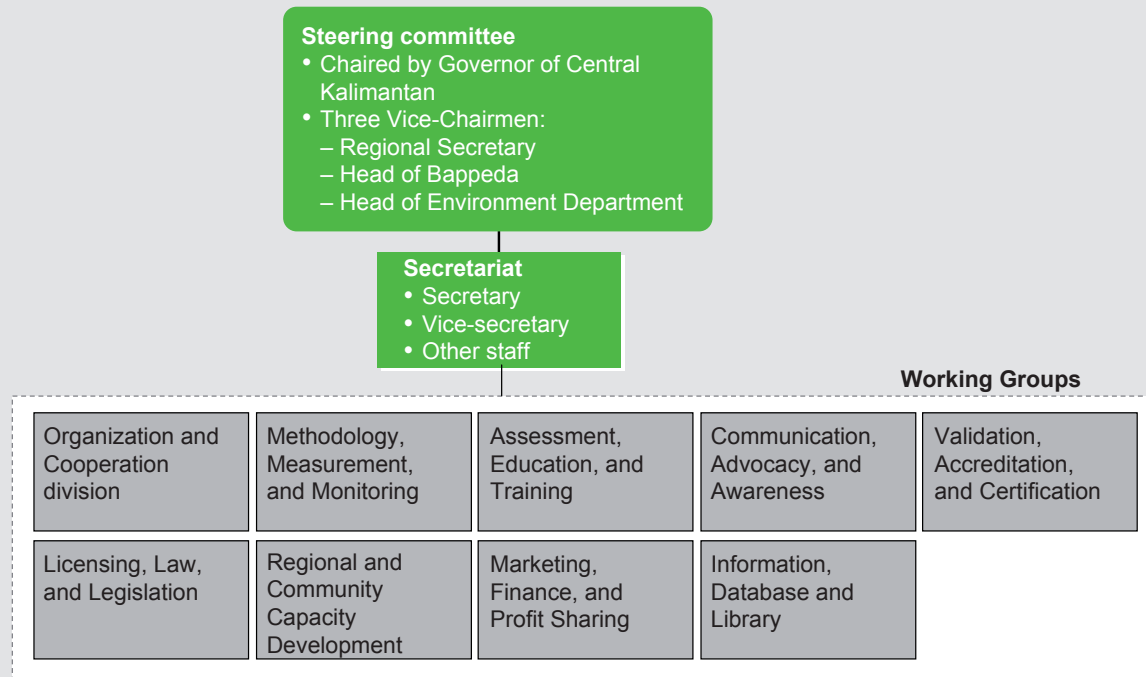 Steering committee
• Chaired by Governor of Central
Kalimantan
• Three Vice-Chairmen:
– Regional Secretary
– Head of Bappeda
– Head of Environment Department
Secretariat
• Secretary
• Vice-secretary
• Other staff
Working Groups
Organization and
Cooperation
division
Methodology,
Measurement,
and Monitoring
Assessment,
Education, and
Training
Communication,
Advocacy, and
Awareness
Validation,
Accreditation,
and Certification
Licensing, Law,
and Legislation
Regional and
Community
Capacity
Development
Marketing,
Finance, and
Profit Sharing
Information,
Database and
Library